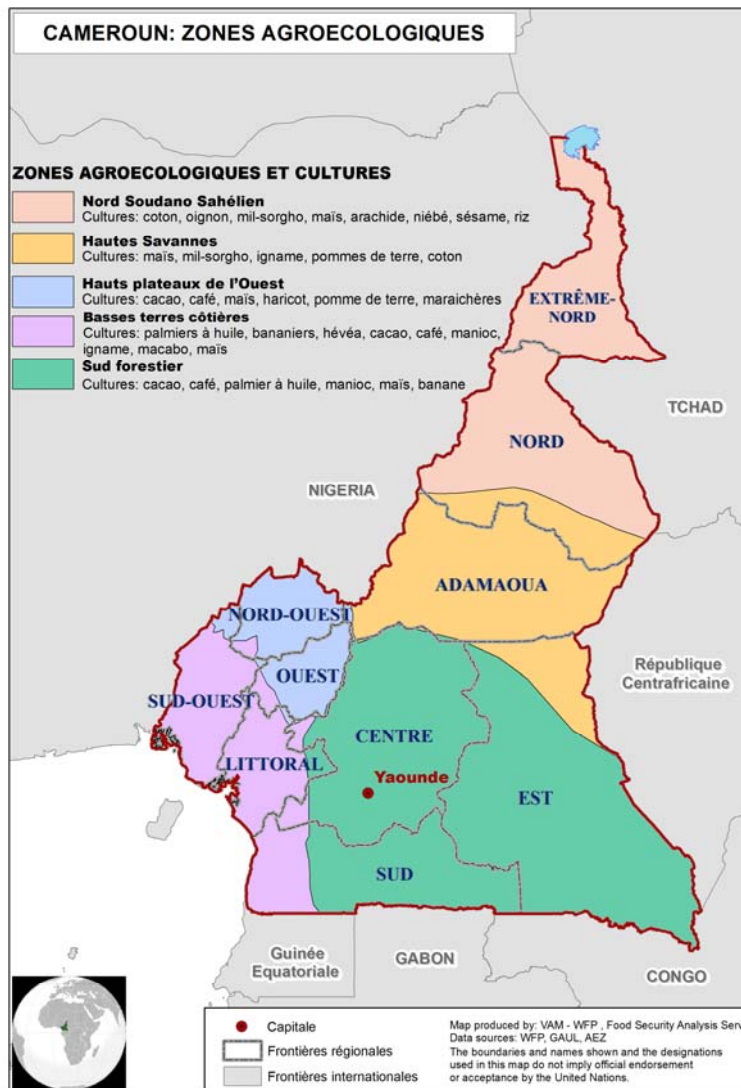 CAMEROUN: ZONES AGROECOLOGIQUES
ZONES AGROECOLOGIQUES ET CULTURES
Nord Soudano Sahélien
Cultures: coton, oignon, mil-sorgho, maïs, arachide, niébé, sésame, riz
Hautes Savannes
Cultures: maïs, mil-sorgho, igname, pommes de terre, coton
Hauts plateaux de l'Ouest
Cultures: cacao, café, maïs, haricot, pomme de terre, maraichères
Basses terres côtières
Cultures: palmiers à huile, bananiers, hévéa, cacao, café, manioc,
igname, macabo, maïs
Sud forestier
Cultures: cacao, café, palmier à huile, manioc, maïs, banane
EXTRÊME-
NORD
TCHAD
NORD
NIGERIA
ADAMAOUA
NORD-OUEST
République
Centrafricaine
OUEST
SUD-OUEST
CENTRE
LITTORAL
Yaounde
EST
SUD
Guinée
Equatoriale
GABON
CONGO
Capitale
Frontières régionales
Frontières internationales
Map produced by: VAM - WFP , Food Security Analysis Serv
Data sources: WFP, GAUL, AEZ
The boundaries and names shown and the designations
used in this map do not imply official endorsement
or acceptance by the United Nations.